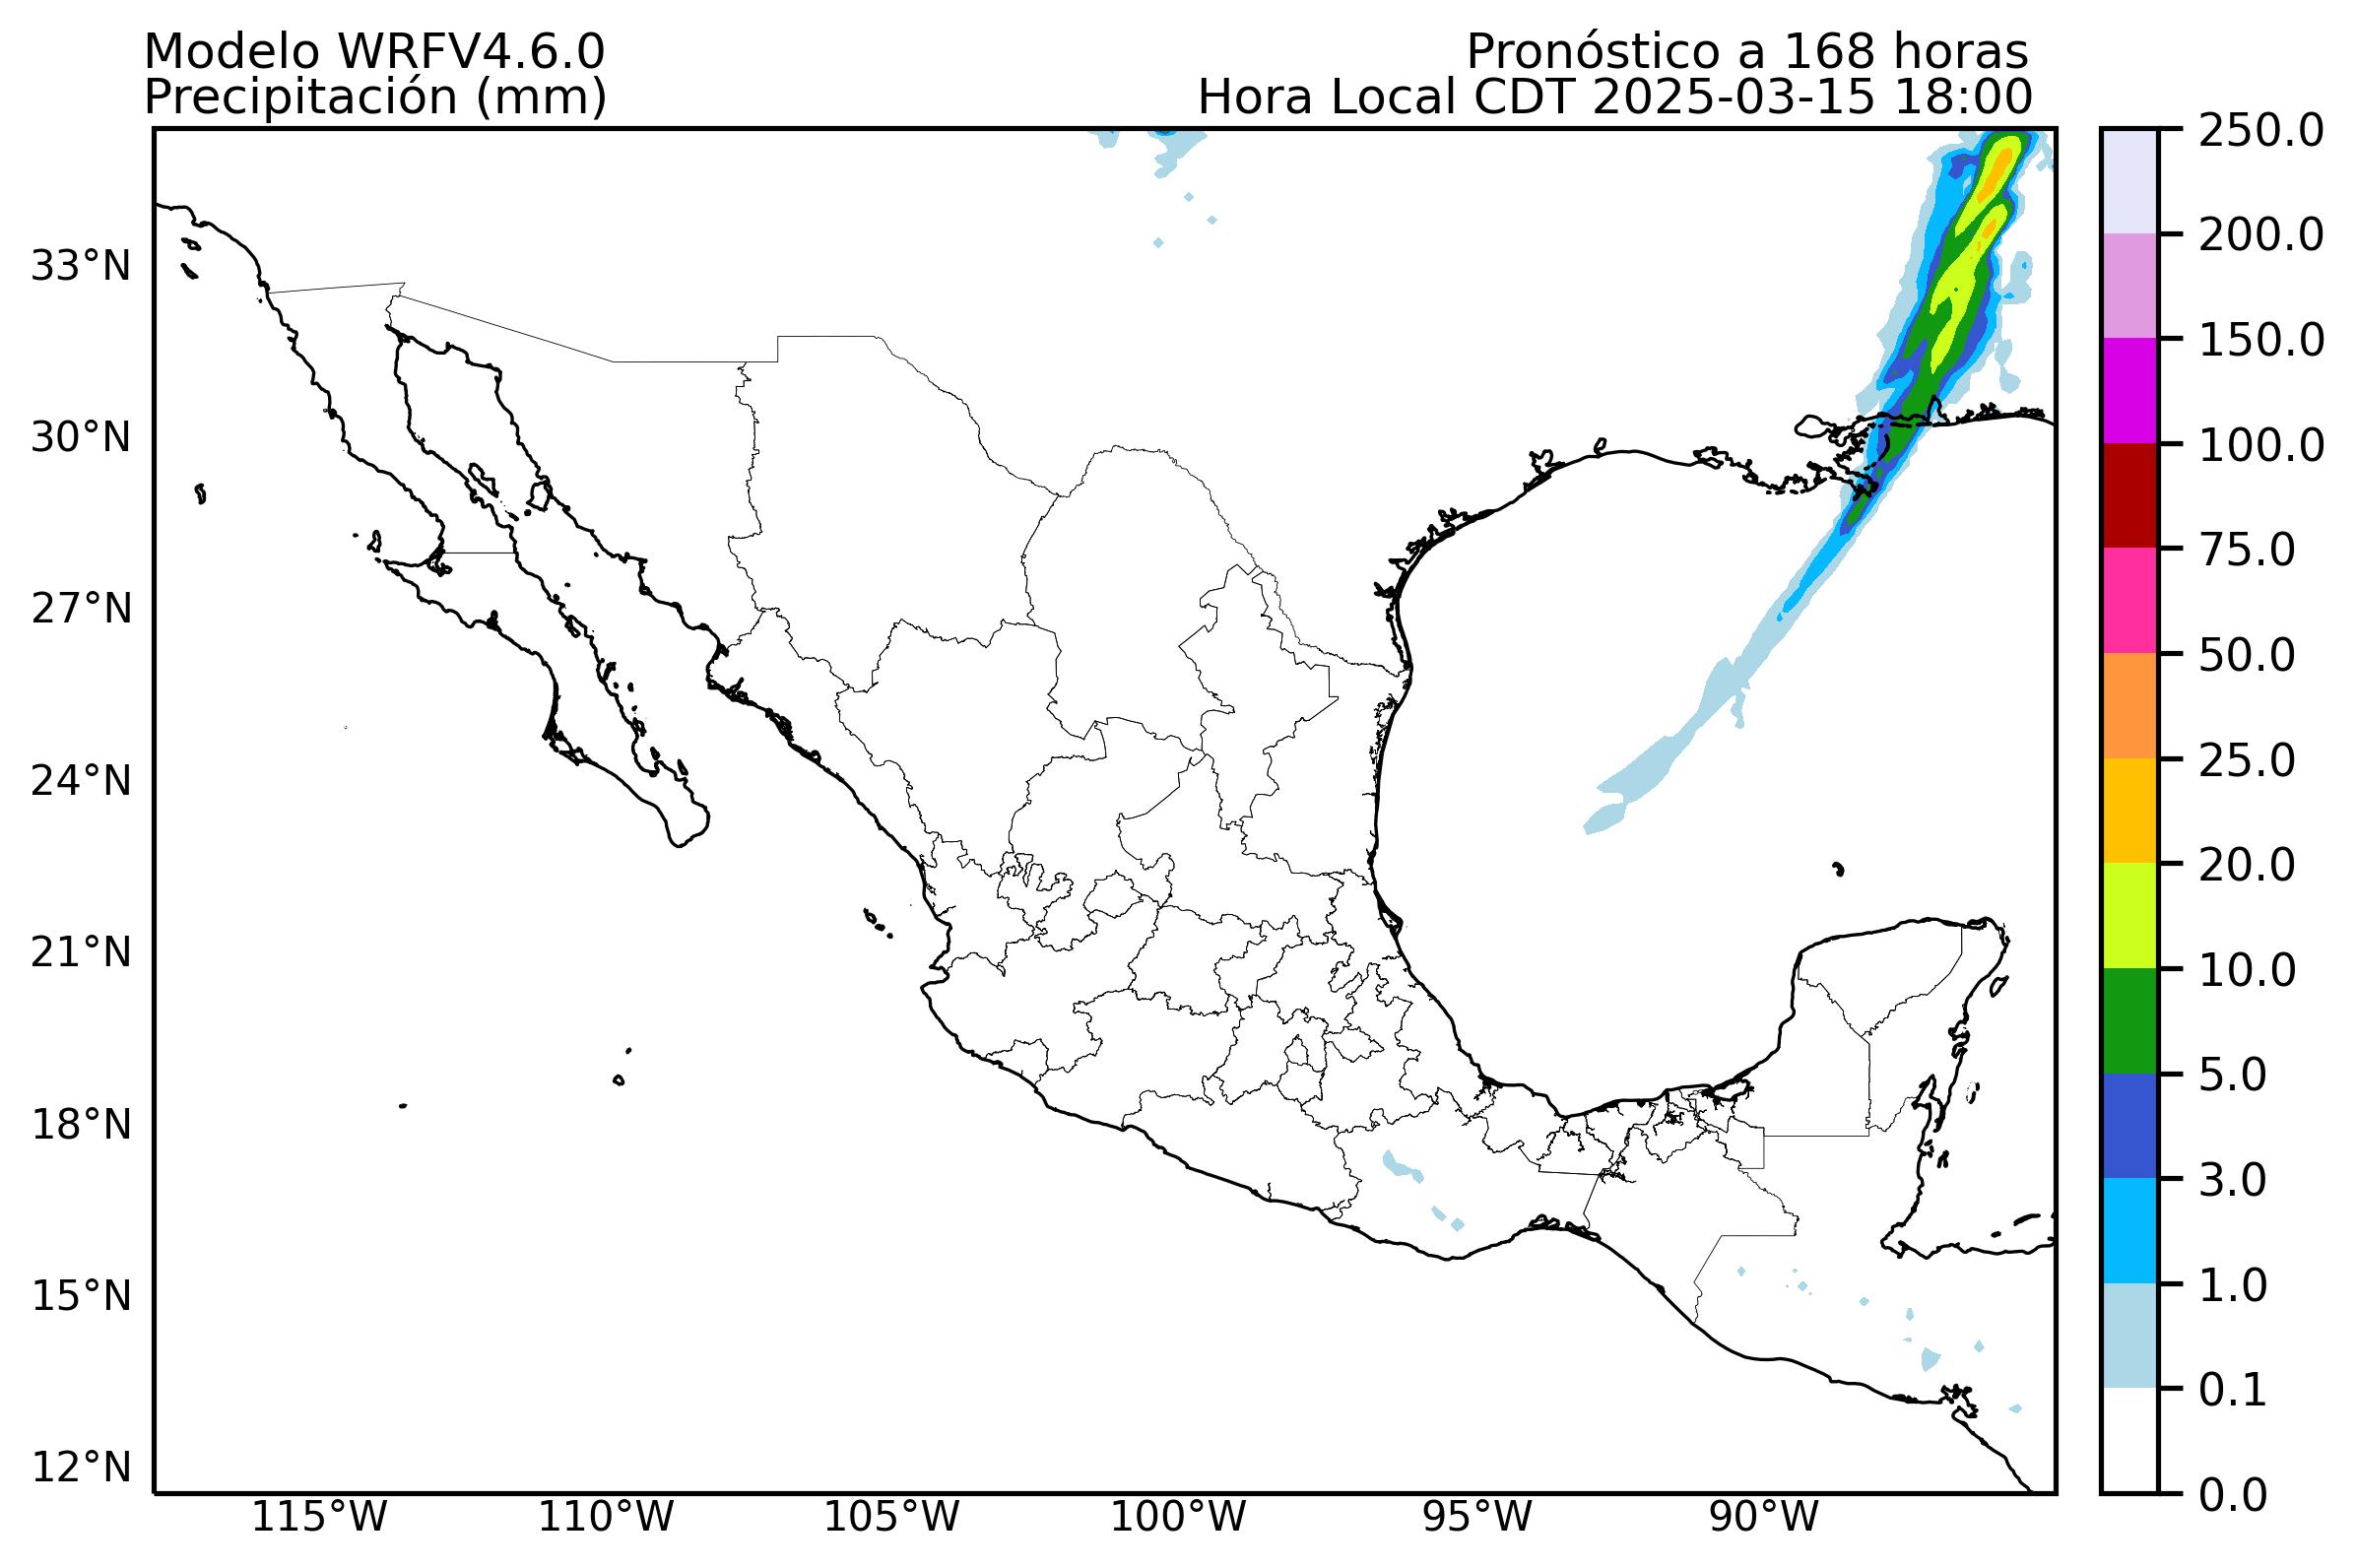 Modelo WRFV4.6.0
Precipitación (mm)
Pronóstico a 168 horas
Hora Local CDT 2025-03-15 18:00
33°N
30°N
27°N
24°N
21°N
18°N
15°N
12°N
115°W
110°W
105°W
100°W
95°W
90°W
250.0
200.0
150.0
100.0
75.0
50.0
25.0
20.0
10.0
5.0
3.0
1.0
0.1
0.0